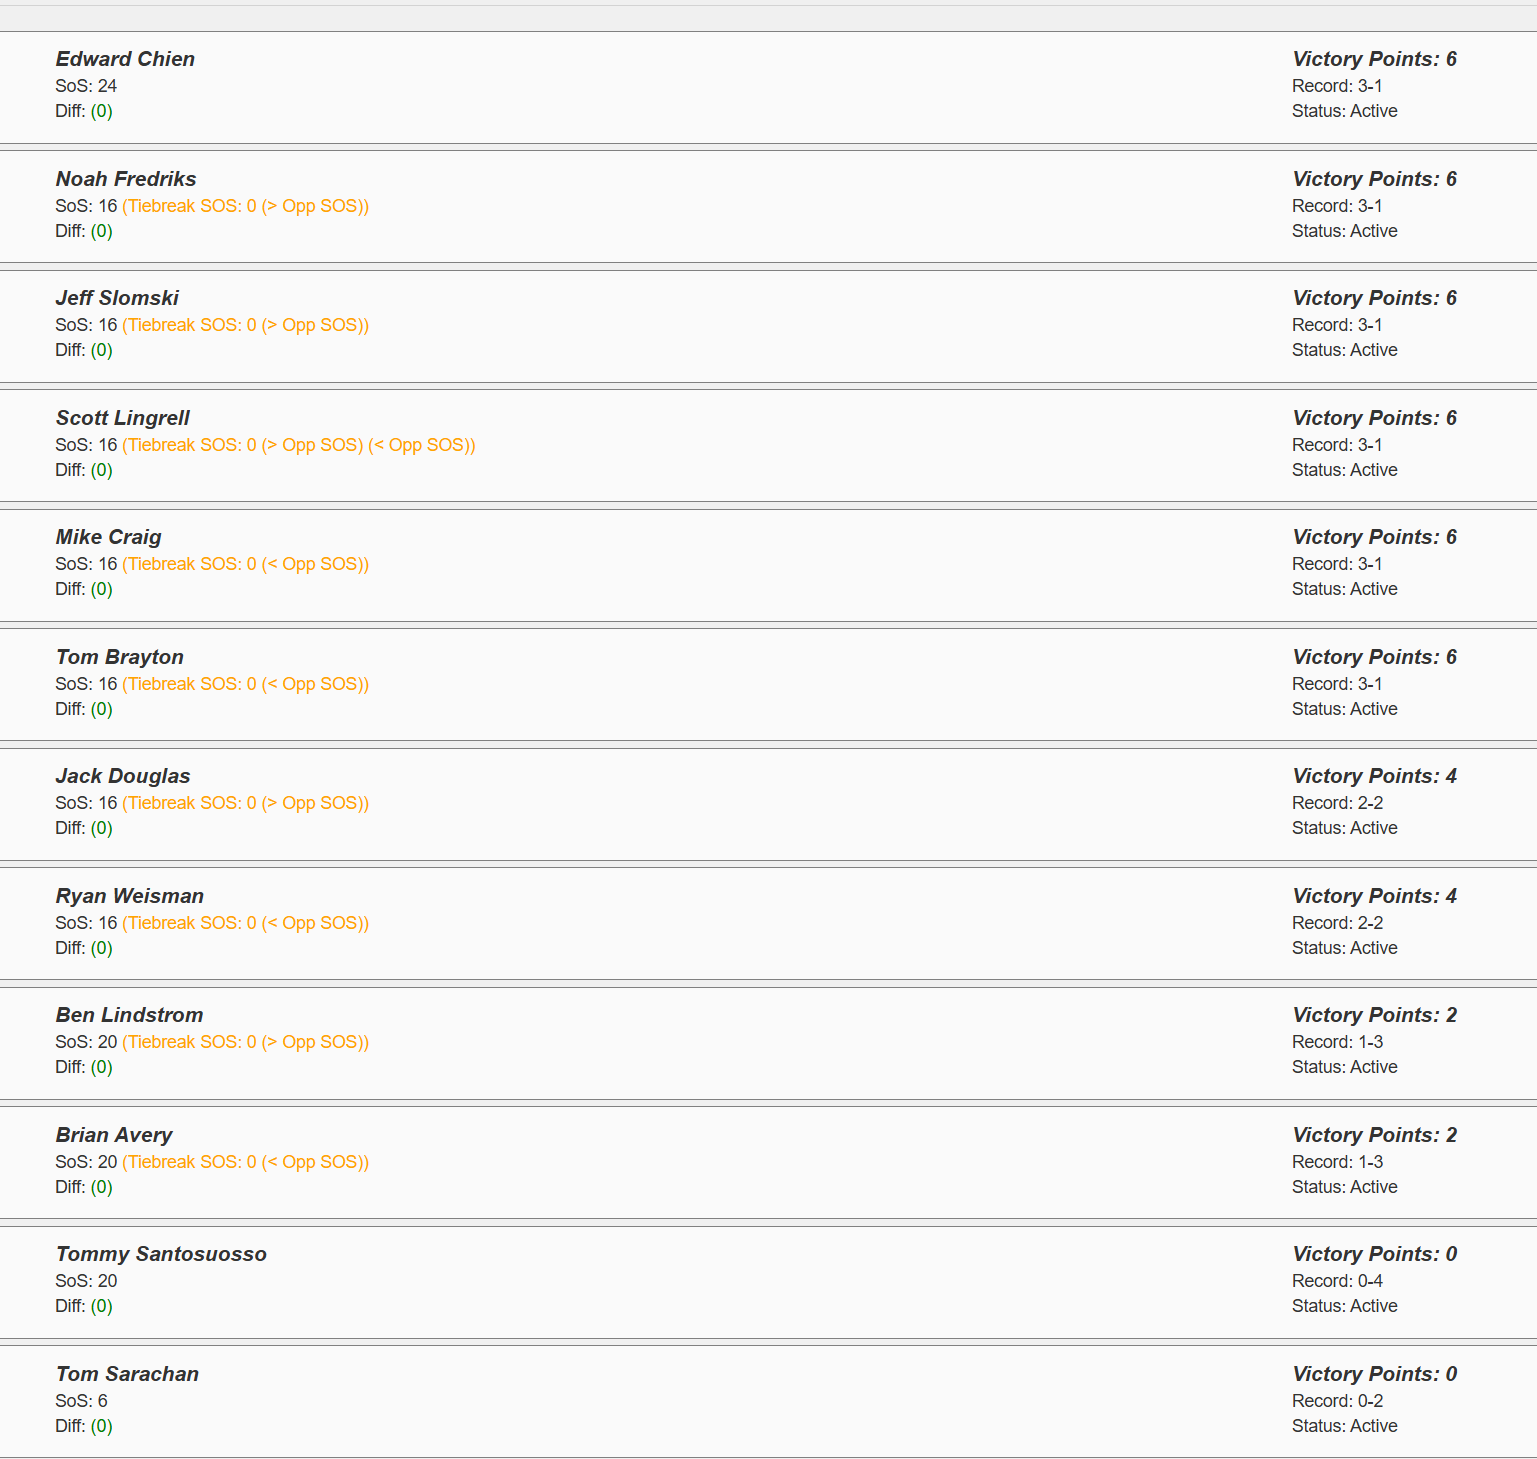 Edward Chien
Victory Points: 6
SoS: 24
Record: 3-1
Diff: (0)
Status: Active
Noah Fredriks
Victory Points: 6
SoS: 16 (Tiebreak SOS: 0 (> Opp SOS))
Record: 3-1
Diff: (0)
Status: Active
Jeff Slomski
Victory Points: 6
SoS: 16 (Tiebreak SOS: 0 (> Opp SOS))
Record: 3-1
Diff: (0)
Status: Active
Scott Lingrell
Victory Points: 6
SoS: 16 (Tiebreak SOS: 0 (> Opp SOS) (< Opp SOS))
Record: 3-1
Diff: (0)
Status: Active
Mike Craig
Victory Points: 6
SoS: 16 (Tiebreak SOS: 0 (< Opp SOS))
Record: 3-1
Diff: (0)
Status: Active
Tom Brayton
Victory Points: 6
SoS: 16 (Tiebreak SOS: 0 (< Opp SOS))
Record: 3-1
Diff: (0)
Status: Active
Jack Douglas
Victory Points: 4
SoS: 16 (Tiebreak SOS: 0 (> Opp SOS))
Record: 2-2
Diff: (0)
Status: Active
Ryan Weisman
Victory Points: 4
SoS: 16 (Tiebreak SOS: 0 (< Opp SOS))
Record: 2-2
Diff: (0)
Status: Active
Ben Lindstrom
Victory Points: 2
SoS: 20 (Tiebreak SOS: 0 (> Opp SOS))
Record: 1-3
Diff: (0)
Status: Active
Brian Avery
Victory Points: 2
SoS: 20 (Tiebreak SOS: 0 (< Opp SOS))
Record: 1-3
Diff: (0)
Status: Active
Tommy Santosuosso
Victory Points: 0
SoS: 20
Record: 0-4
Diff: (0)
Status: Active
Tom Sarachan
Victory Points: 0
SoS: 6
Record: 0-2
Diff: (0)
Status: Active